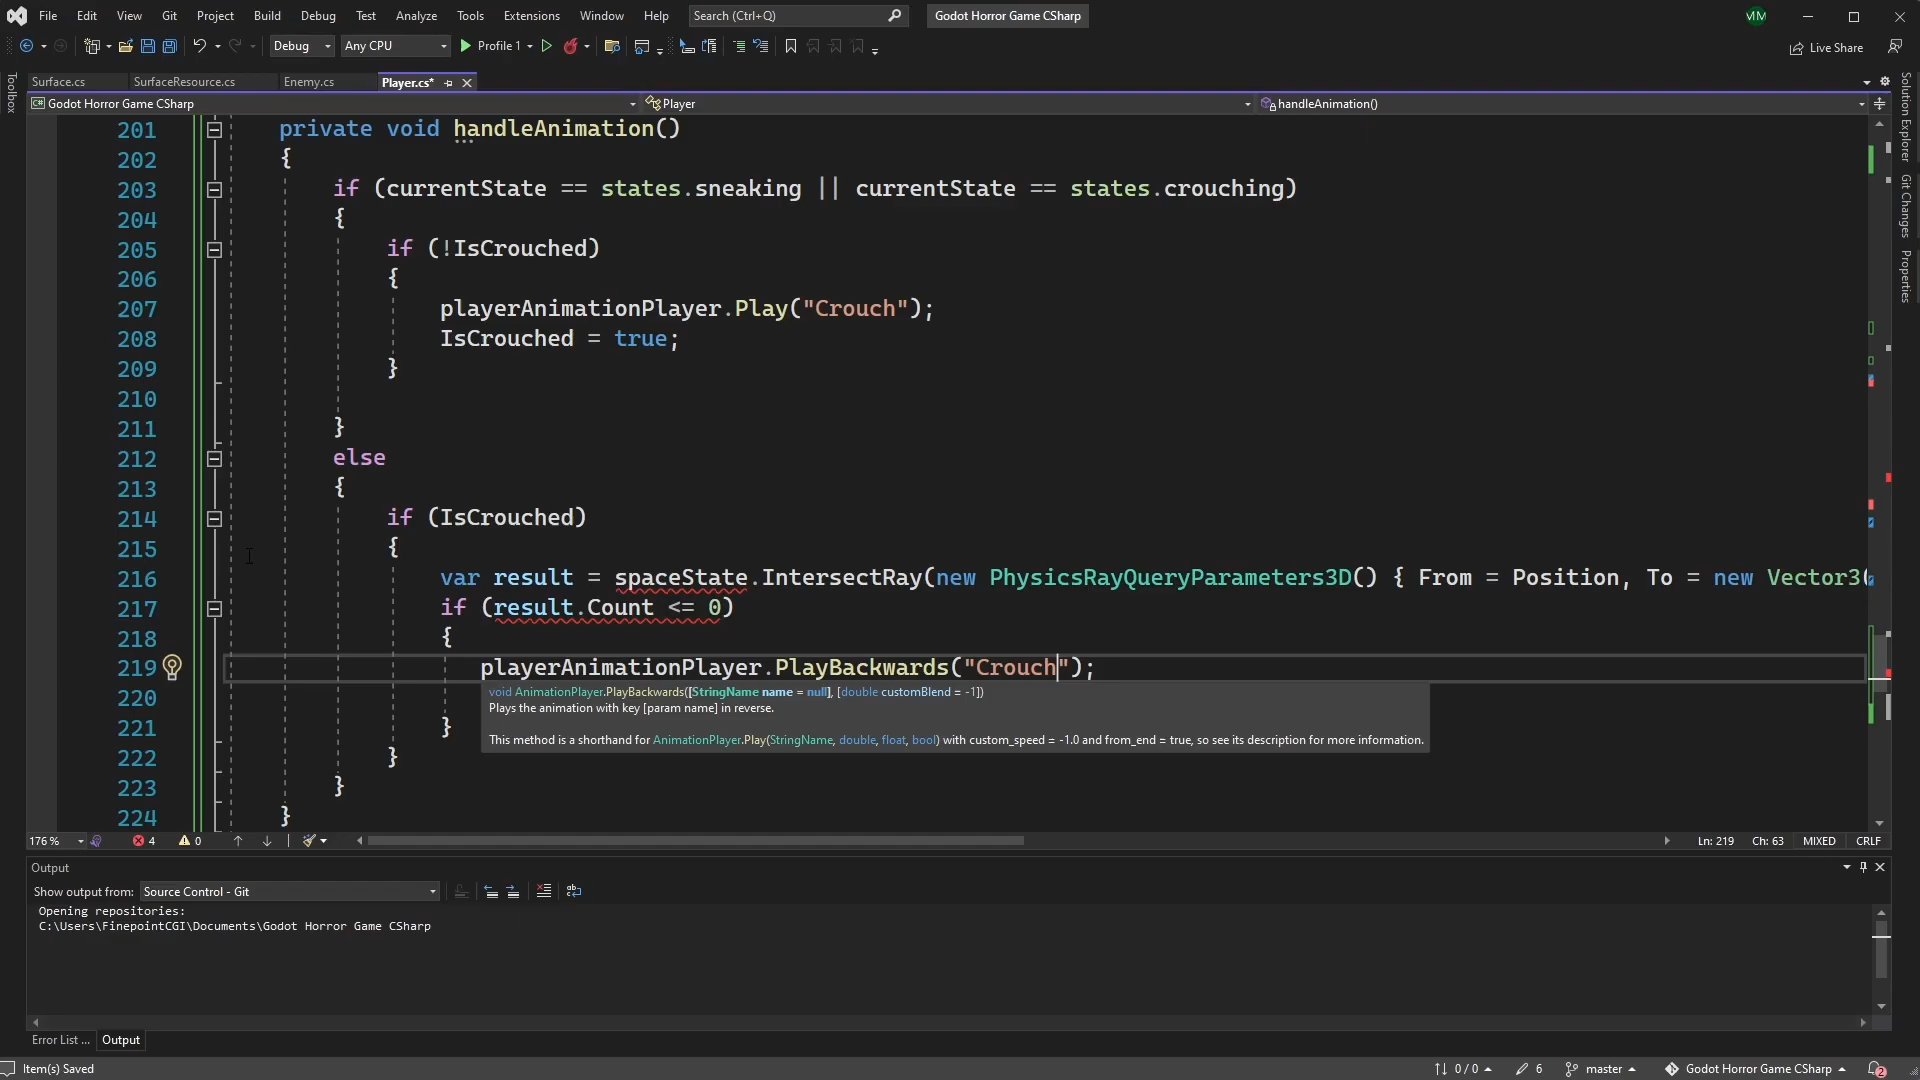 File Edit View Git Project Build Debug Test Analyze Tools Extensions Window Help Search (Ctrl+Q) Godot Horror Game CSharp
Debug Any CPU Profile 1 Live Share
Surface.cs SurfaceResource.cs Enemy.cs Player.cs*
C# Godot Horror Game CSharp Player handleAnimation()
Toolbox
Solution Explorer
Git Changes
Properties
201 private void handleAnimation()
202 {
203 if (currentState == states.sneaking || currentState == states.crouching)
204 {
205 if (!IsCrouched)
206 {
207 playerAnimationPlayer.Play("Crouch");
208 IsCrouched = true;
209 }
210
211 }
212 else
213 {
214 if (IsCrouched)
215 {
216 var result = spaceState.IntersectRay(new PhysicsRayQueryParameters3D() { From = Position, To = new Vector3(
217 if (result.Count <= 0)
218 {
219 playerAnimationPlayer.PlayBackwards("Crouch");
void AnimationPlayer.PlayBackwards([StringName name = null], [double customBlend = -1])
Plays the animation with key [param name] in reverse.
This method is a shorthand for AnimationPlayer.Play(StringName, double, float, bool) with custom_speed = -1.0 and from_end = true, so see its description for more information.
220
221 }
222 }
223 }
224 }
176 % 4 0 Ln: 219 Ch: 63 MIXED CRLF
Output
Show output from: Source Control - Git
Opening repositories:
C:\Users\FinepointCGI\Documents\Godot Horror Game CSharp
Error List ... Output
Item(s) Saved 0 / 0 6 master Godot Horror Game CSharp 2